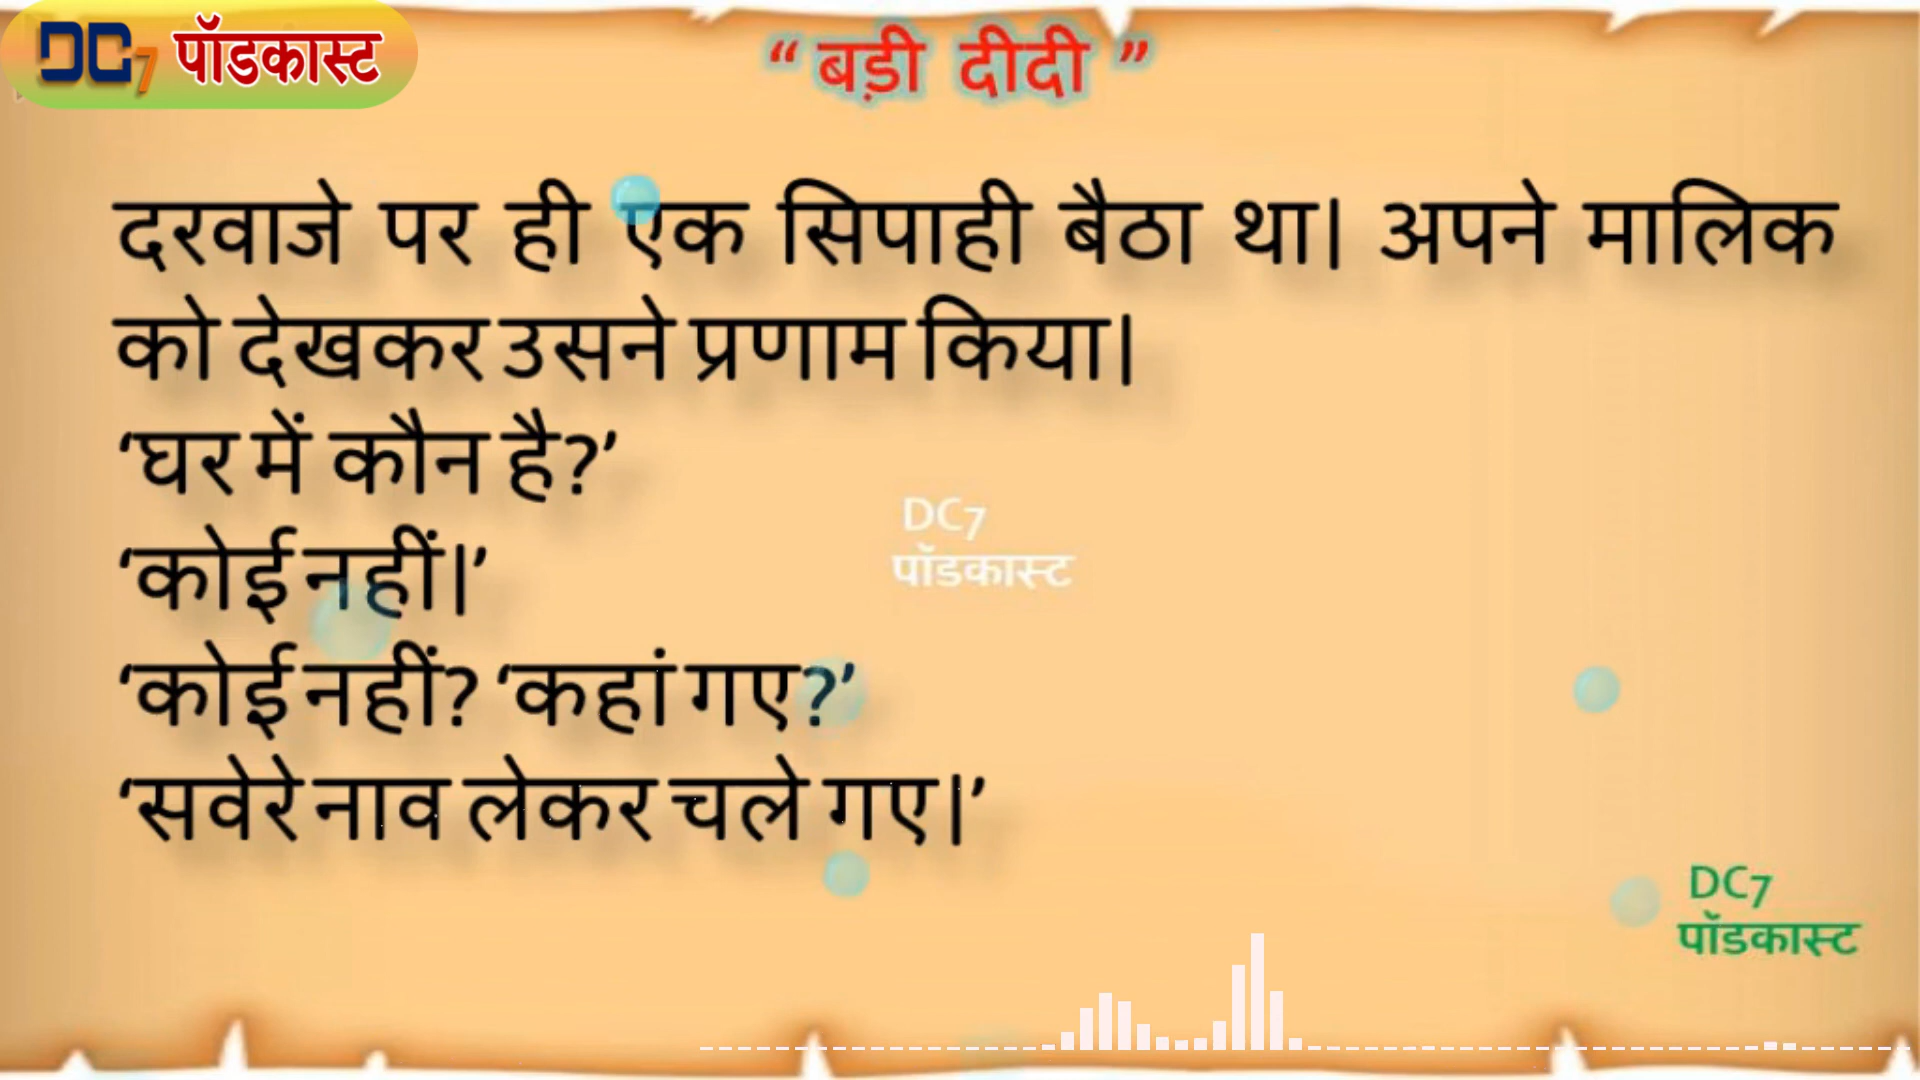 DC7 पॉडकास्ट
“ बड़ी दीदी ”
दरवाजे पर ही एक सिपाही बैठा था| अपने मालिक
को देखकर उसने प्रणाम किया|
‘घर में कौन है?’
‘कोई नहीं|’
‘कोई नहीं? ‘कहां गए?’
‘सवेरे नाव लेकर चले गए|’
DC7
पॉडकास्ट
DC7
पॉडकास्ट